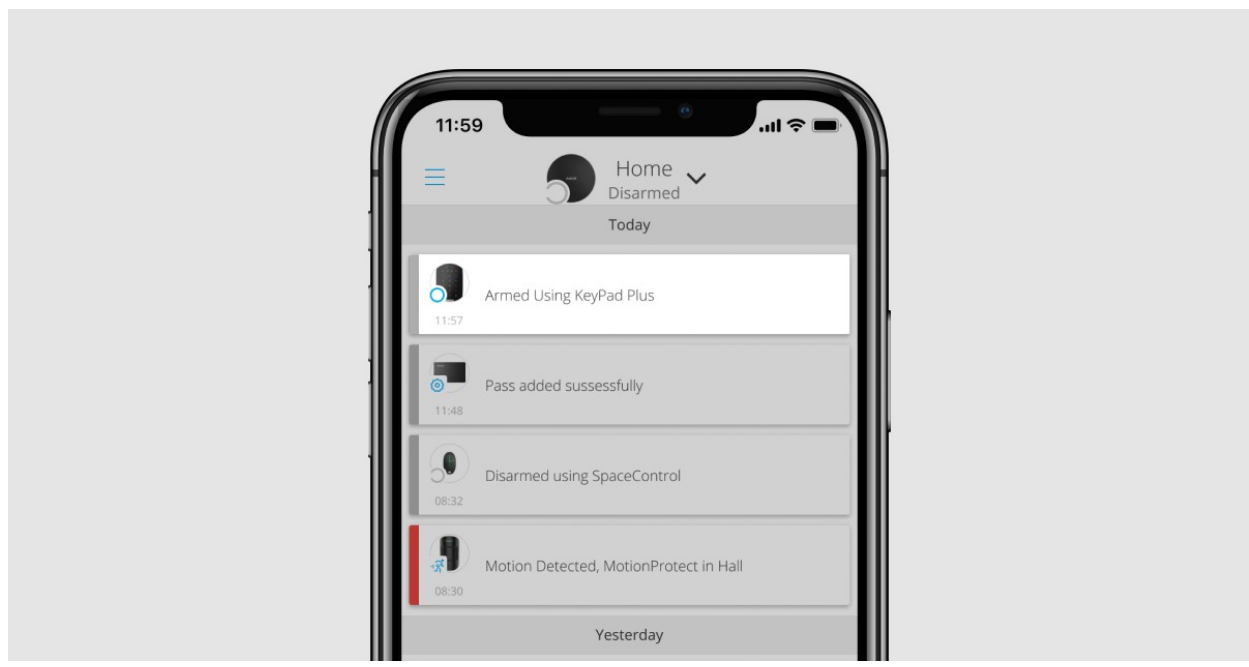 11:59
Home
Disarmed
Today
Armed Using KeyPad Plus
11:57
Pass added sussessfully
11:48
Disarmed using SpaceControl
08:32
Motion Detected, MotionProtect in Hall
08:30
Yesterday